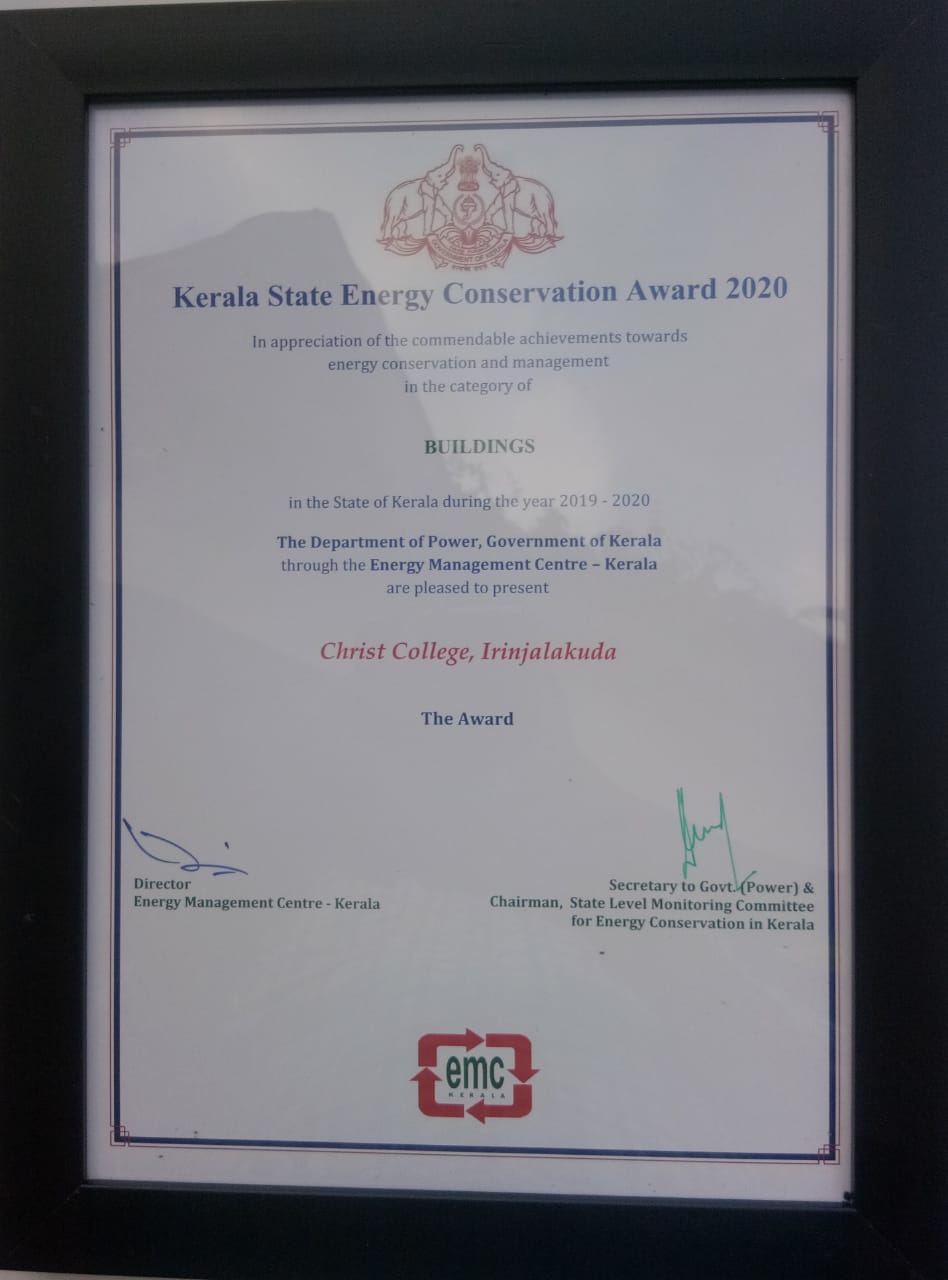 GOVERNMENT OF KERALA
Kerala State Energy Conservation Award 2020
In appreciation of the commendable achievements towards
energy conservation and management
in the category of
BUILDINGS
in the State of Kerala during the year 2019 - 2020
The Department of Power, Government of Kerala
through the Energy Management Centre – Kerala
are pleased to present
Christ College, Irinjalakuda
The Award
Director
Energy Management Centre - Kerala
Secretary to Govt. (Power) &
Chairman, State Level Monitoring Committee
for Energy Conservation in Kerala
emc
KERALA